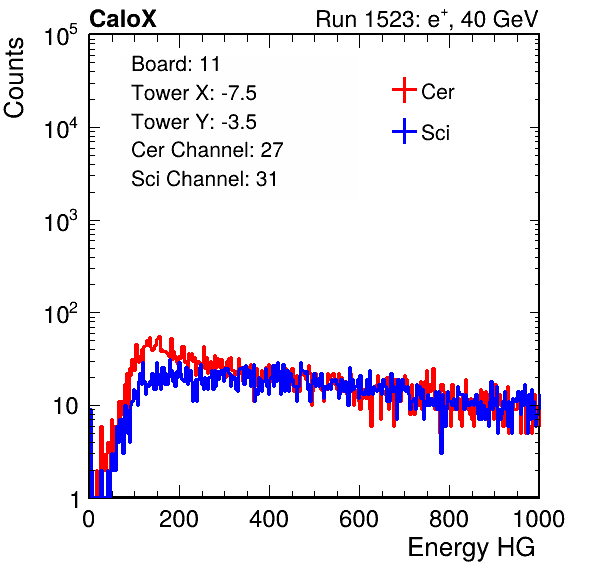 CaloX Run 1523: e⁺, 40 GeV
Counts
Board: 11
Tower X: -7.5
Tower Y: -3.5
Cer Channel: 27
Sci Channel: 31
Cer
Sci
10⁵
10⁴
10³
10²
10
1
0 200 400 600 800 1000
Energy HG